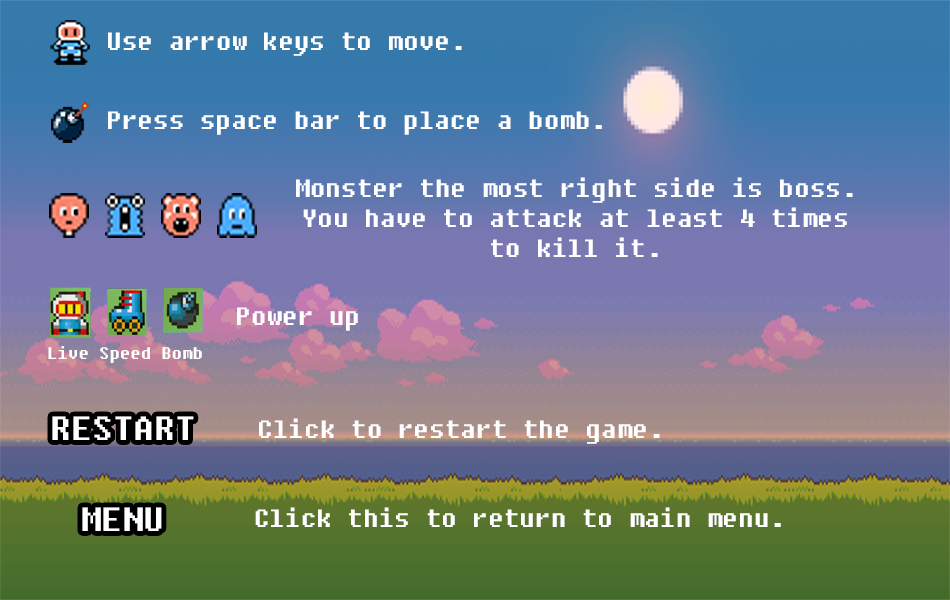 Use arrow keys to move.
Press space bar to place a bomb.
Monster the most right side is boss.
You have to attack at least 4 times
to kill it.
Power up
Live Speed Bomb
RESTART Click to restart the game.
MENU Click this to return to main menu.